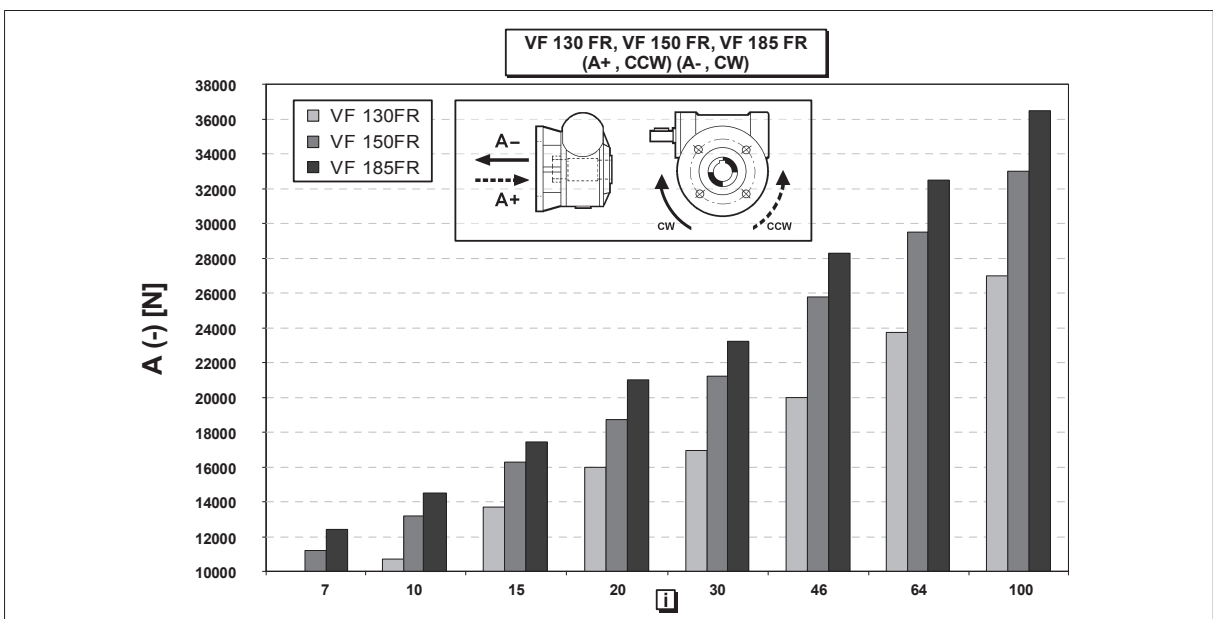 VF 130 FR, VF 150 FR, VF 185 FR
(A+ , CCW) (A- , CW)
38000
36000
34000
32000
30000
28000
26000
24000
22000
20000
18000
16000
14000
12000
10000
A (-) [N]
VF 130FR
VF 150FR
VF 185FR
A–
A+
CW
CCW
7
10
15
20
30
46
64
100
i